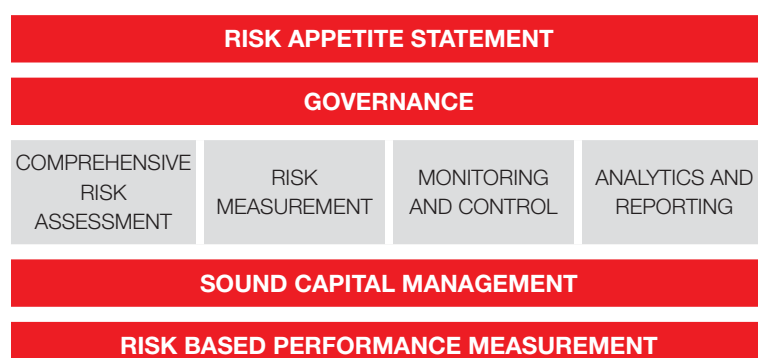 RISK APPETITE STATEMENT
GOVERNANCE
COMPREHENSIVE
RISK
ASSESSMENT
RISK
MEASUREMENT
MONITORING
AND CONTROL
ANALYTICS AND
REPORTING
SOUND CAPITAL MANAGEMENT
RISK BASED PERFORMANCE MEASUREMENT